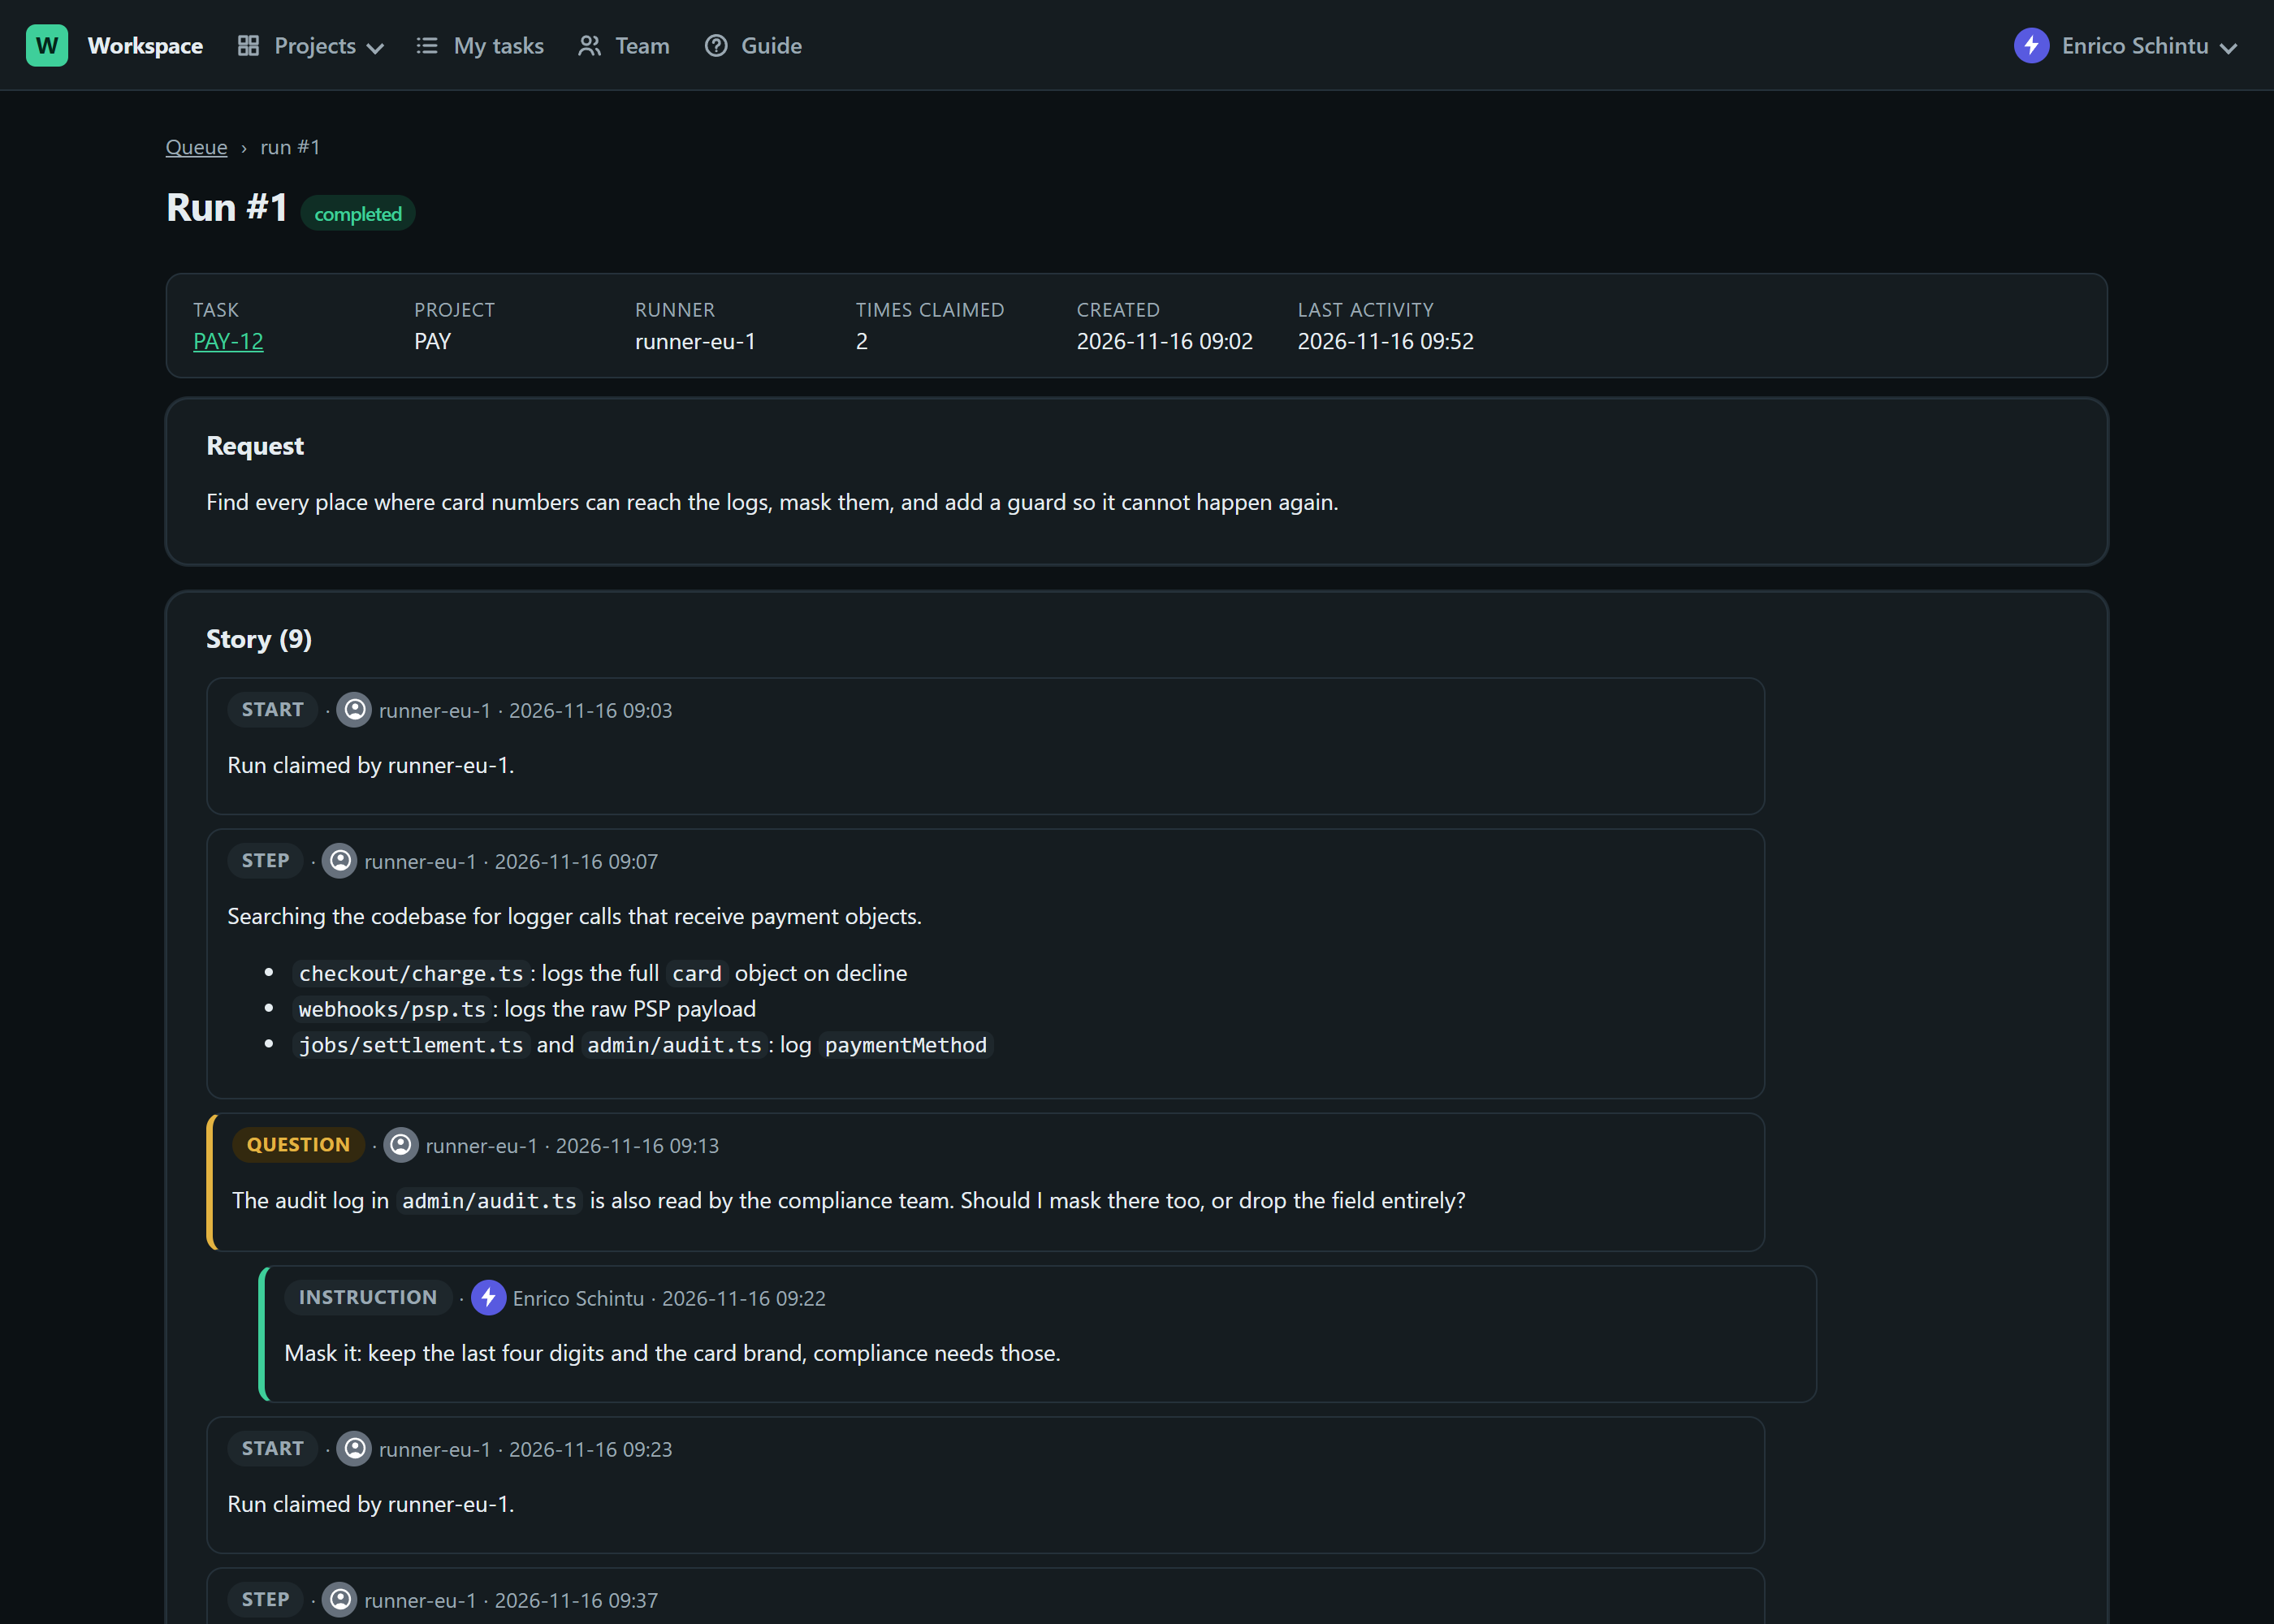 W Workspace Projects My tasks Team Guide Enrico Schintu
Queue › run #1
Run #1 completed
TASK PROJECT RUNNER TIMES CLAIMED CREATED LAST ACTIVITY
PAY-12 PAY runner-eu-1 2 2026-11-16 09:02 2026-11-16 09:52
Request
Find every place where card numbers can reach the logs, mask them, and add a guard so it cannot happen again.
Story (9)
START · runner-eu-1 · 2026-11-16 09:03
Run claimed by runner-eu-1.
STEP · runner-eu-1 · 2026-11-16 09:07
Searching the codebase for logger calls that receive payment objects.
• checkout/charge.ts: logs the full card object on decline
• webhooks/psp.ts: logs the raw PSP payload
• jobs/settlement.ts and admin/audit.ts: log paymentMethod
QUESTION · runner-eu-1 · 2026-11-16 09:13
The audit log in admin/audit.ts is also read by the compliance team. Should I mask there too, or drop the field entirely?
INSTRUCTION · Enrico Schintu · 2026-11-16 09:22
Mask it: keep the last four digits and the card brand, compliance needs those.
START · runner-eu-1 · 2026-11-16 09:23
Run claimed by runner-eu-1.
STEP · runner-eu-1 · 2026-11-16 09:37